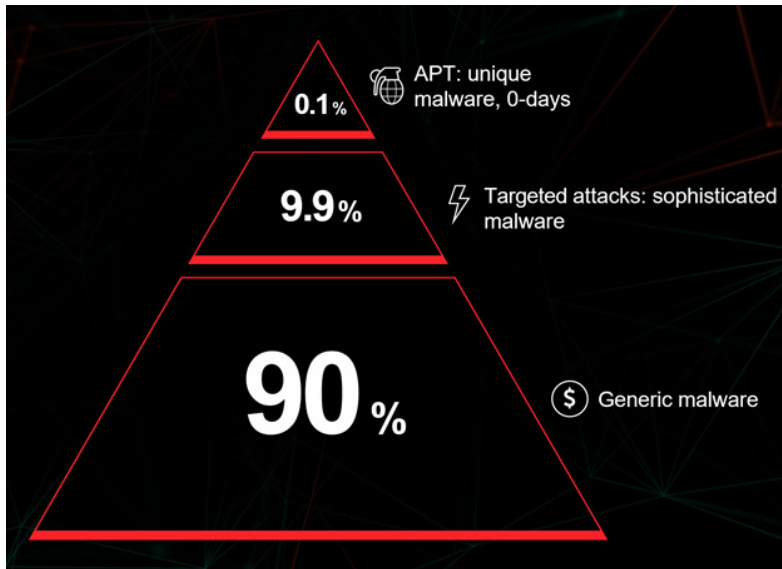 0.1%
APT: unique
malware, 0-days
9.9%
Targeted attacks: sophisticated
malware
90%
$ Generic malware